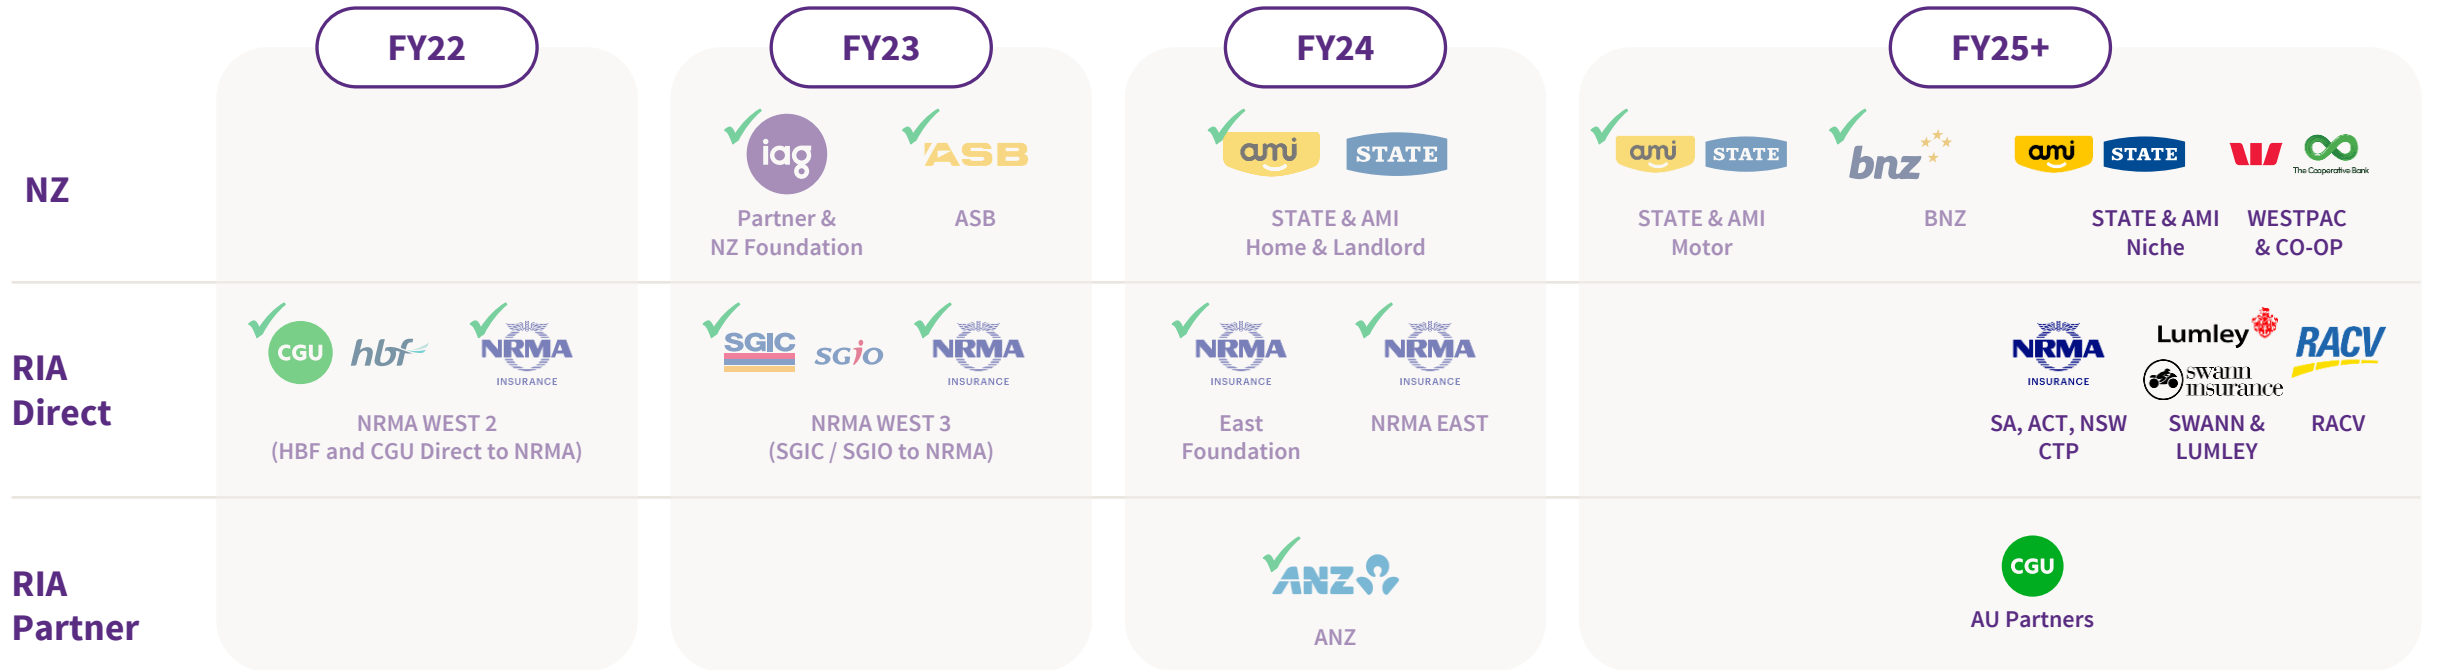 FY22
FY23
FY24
FY25+
NZ
iag
ASB
ami
STATE
ami
STATE
bnz
ami
STATE
The Cooperative Bank
Partner &
NZ Foundation
ASB
STATE & AMI
Home & Landlord
STATE & AMI
Motor
BNZ
STATE & AMI
Niche
WESTPAC
& CO-OP
RIA
Direct
CGU
hbf
NRMA
INSURANCE
SGIC
SGIO
NRMA
INSURANCE
NRMA
INSURANCE
NRMA
INSURANCE
NRMA
INSURANCE
Lumley
swann
insurance
RACV
NRMA WEST 2
(HBF and CGU Direct to NRMA)
NRMA WEST 3
(SGIC / SGIO to NRMA)
East
Foundation
NRMA EAST
SA, ACT, NSW
CTP
SWANN &
LUMLEY
RACV
RIA
Partner
ANZ
ANZ
CGU
AU Partners